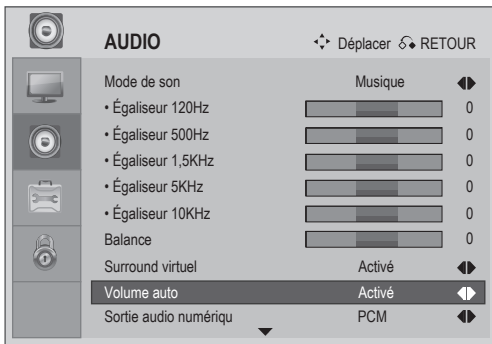 AUDIO Déplacer RETOUR
Mode de son Musique
• Égaliseur 120Hz 0
• Égaliseur 500Hz 0
• Égaliseur 1,5KHz 0
• Égaliseur 5KHz 0
• Égaliseur 10KHz 0
Balance 0
Surround virtuel Activé
Volume auto Activé
Sortie audio numériqu PCM